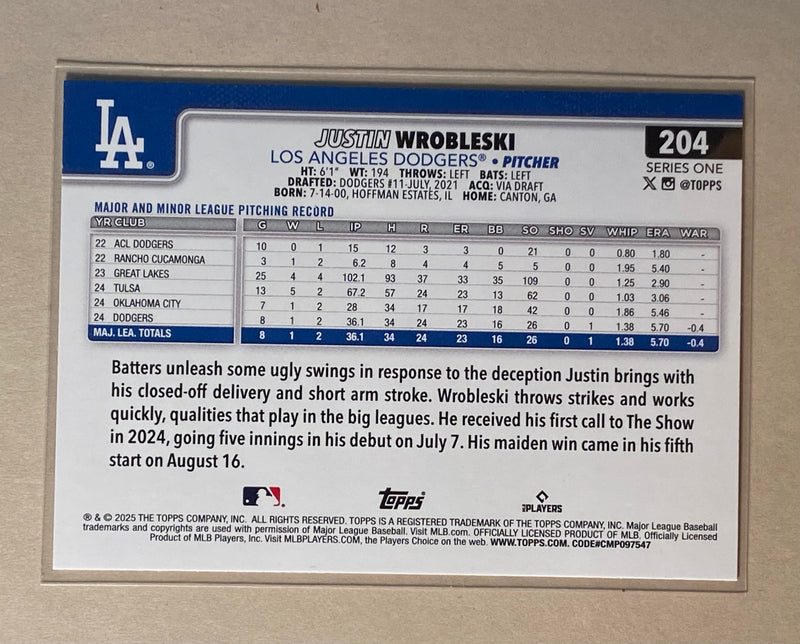 LA®
JUSTIN WROBLESKI
204
LOS ANGELES DODGERS® • PITCHER
SERIES ONE
HT: 6'1" WT: 194 THROWS: LEFT BATS: LEFT
X @TOPPS
DRAFTED: DODGERS #11-JULY, 2021 ACQ: VIA DRAFT
BORN: 7-14-00, HOFFMAN ESTATES, IL HOME: CANTON, GA
MAJOR AND MINOR LEAGUE PITCHING RECORD
YR CLUB G W L IP H R ER BB SO SHO SV WHIP ERA WAR
22 ACL DODGERS 10 0 1 15 12 3 3 0 21 0 0 0.80 1.80 -
22 RANCHO CUCAMONGA 3 1 2 6.2 8 4 4 5 5 0 0 1.95 5.40 -
23 GREAT LAKES 25 4 4 102.1 93 37 33 35 109 0 0 1.25 2.90 -
24 TULSA 13 5 2 67.2 57 24 23 13 62 0 0 1.03 3.06 -
24 OKLAHOMA CITY 7 1 2 28 34 17 17 18 42 0 0 1.86 5.46 -
24 DODGERS 8 1 2 36.1 34 24 23 16 26 0 1 1.38 5.70 -0.4
MAJ. LEA. TOTALS 8 1 2 36.1 34 24 23 16 26 0 1 1.38 5.70 -0.4
Batters unleash some ugly swings in response to the deception Justin brings with
his closed-off delivery and short arm stroke. Wrobleski throws strikes and works
quickly, qualities that play in the big leagues. He received his first call to The Show
in 2024, going five innings in his debut on July 7. His maiden win came in his fifth
start on August 16.
Topps
PLAYERS
® & © 2025 THE TOPPS COMPANY, INC. ALL RIGHTS RESERVED. TOPPS IS A REGISTERED TRADEMARK OF THE TOPPS COMPANY, INC. Major League Baseball
trademarks and copyrights are used with permission of Major League Baseball. Visit MLB.com. OFFICIALLY LICENSED PRODUCT OF MLB. Officially Licensed
Product of MLB Players, Inc. Visit MLBPLAYERS.COM, the Players Choice on the web. WWW.TOPPS.COM. CODE#CMP097547